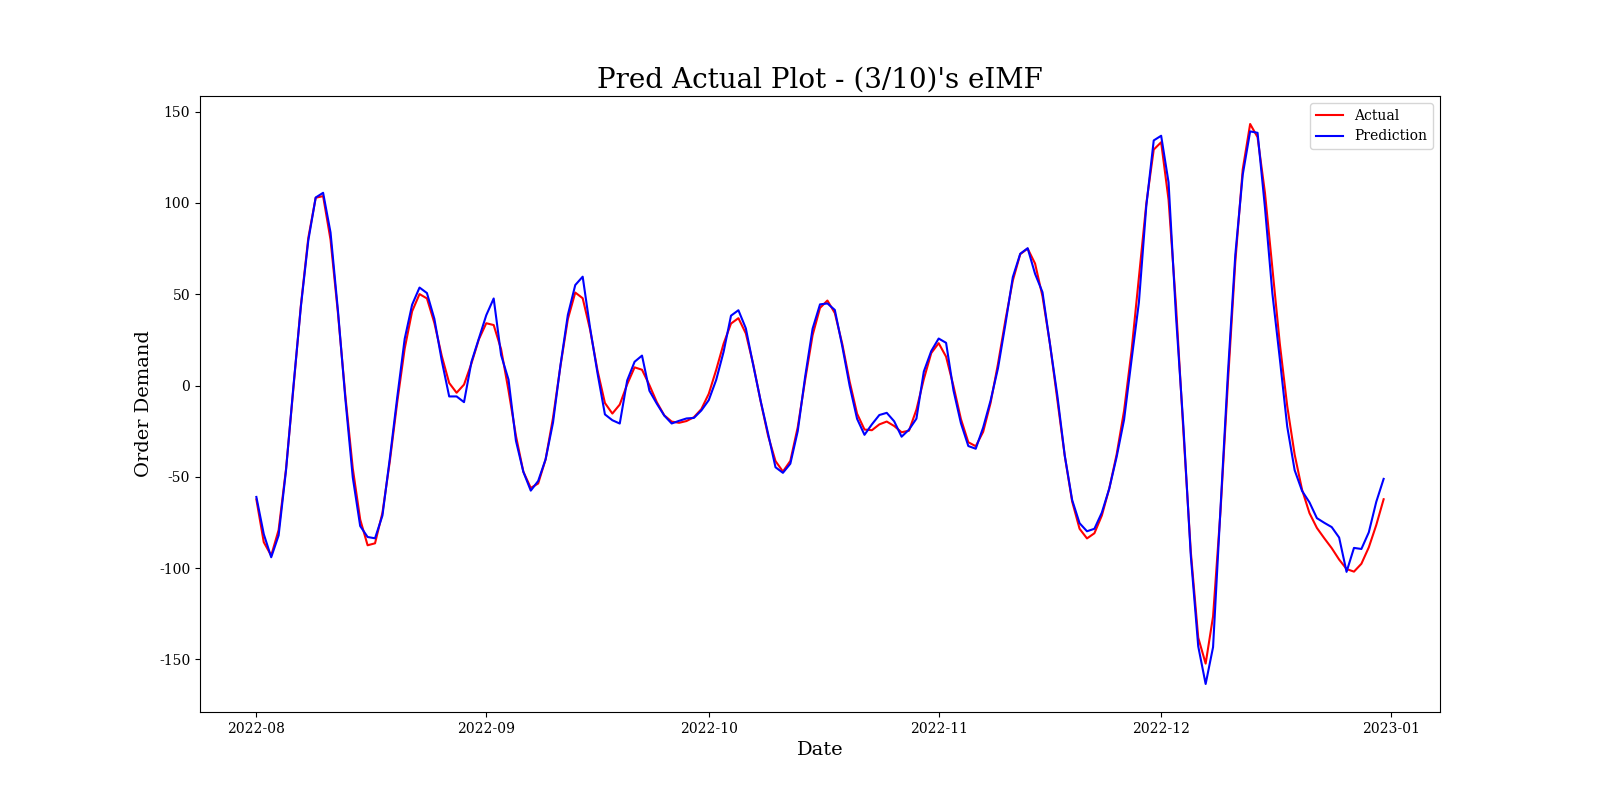 Pred Actual Plot - (3/10)'s eIMF
Actual
Prediction
150
100
50
0
-50
-100
-150
Order Demand
2022-08 2022-09 2022-10 2022-11 2022-12 2023-01
Date